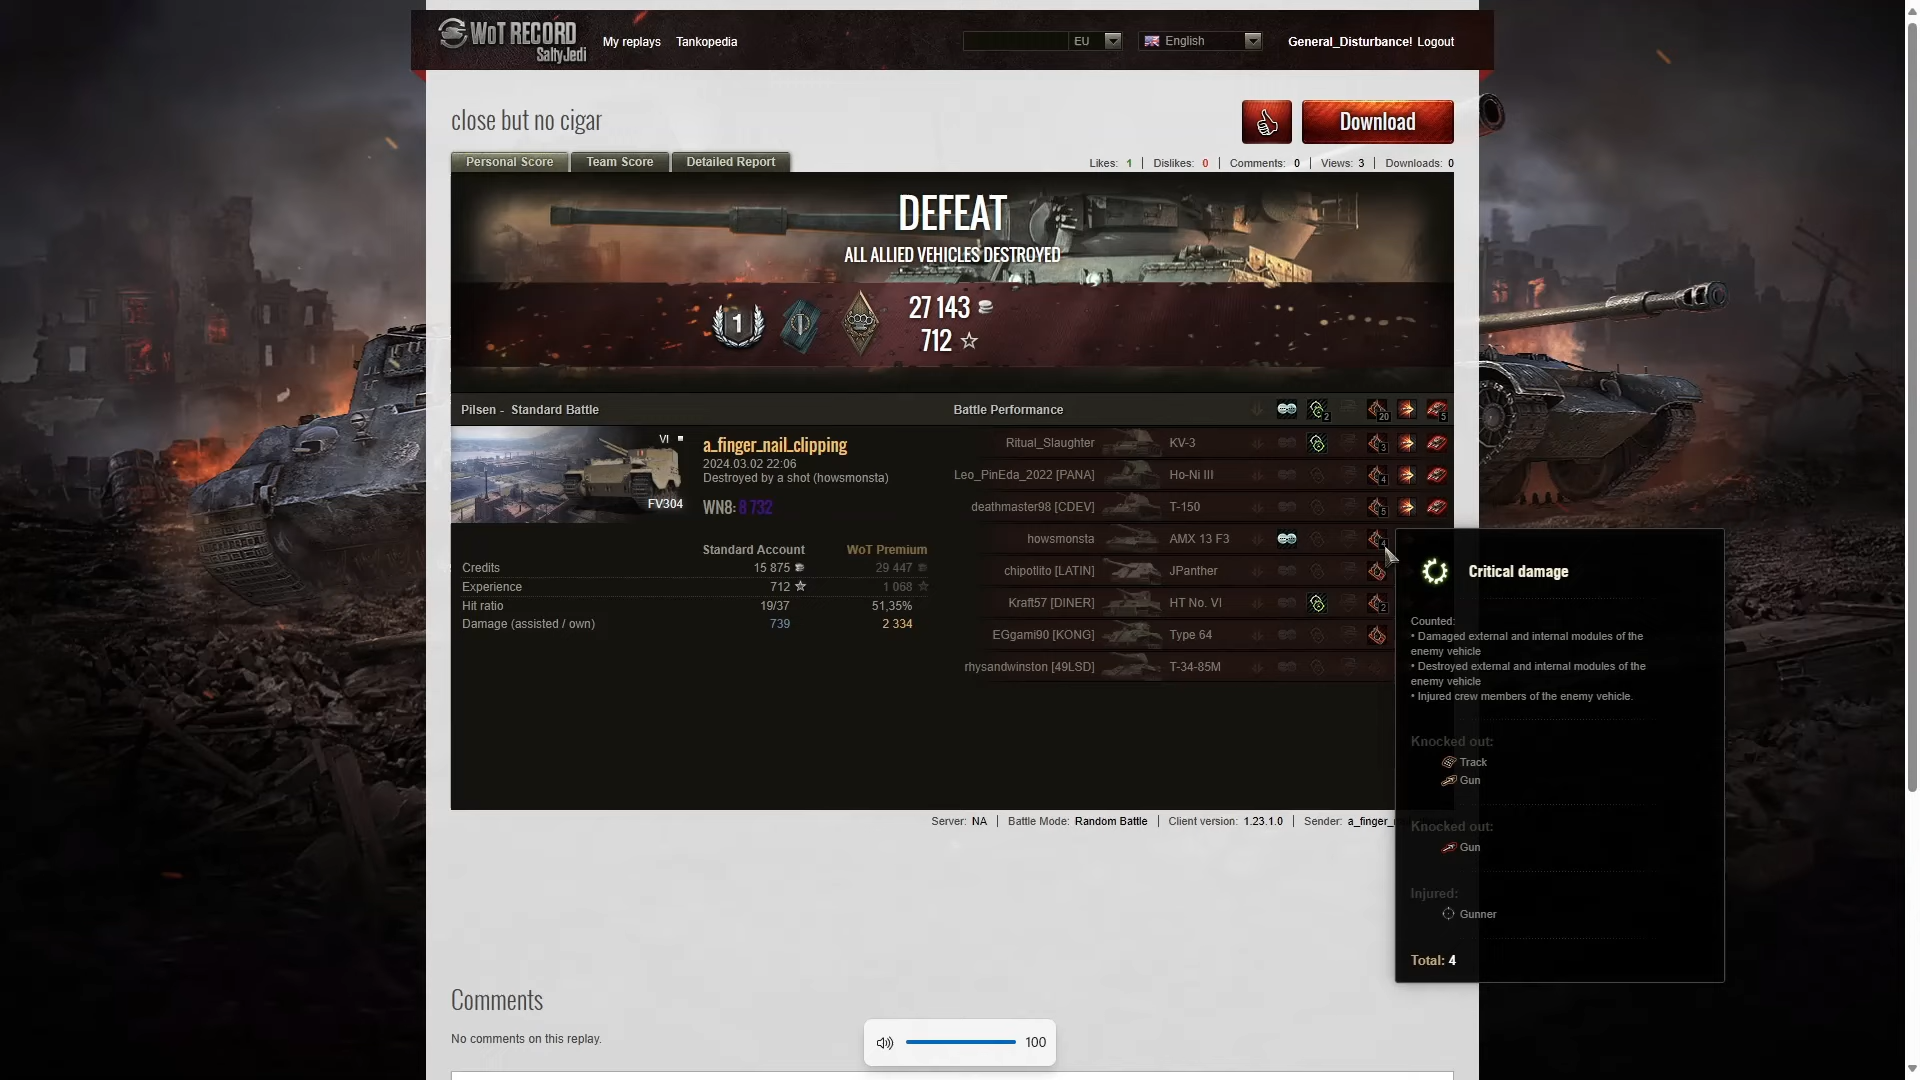 WoT RECORD
SaltyJedi
My replays
Tankopedia
EU
English
General_Disturbance! Logout
close but no cigar
Download
Personal Score
Team Score
Detailed Report
Likes: 1 | Dislikes: 0 | Comments: 0 | Views: 3 | Downloads: 0
DEFEAT
ALL ALLIED VEHICLES DESTROYED
1
27 143
712
Pilsen - Standard Battle
Battle Performance
2
20
5
VI
FV304
a_finger_nail_clipping
2024.03.02 22:06
Destroyed by a shot (howsmonsta)
WN8: 8 732
Standard Account
WoT Premium
Credits 15 875 29 447
Experience 712 1 068
Hit ratio 19/37 51,35%
Damage (assisted / own) 739 2 334
Ritual_Slaughter KV-3 3
Leo_PinEda_2022 [PANA] Ho-Ni III 4
deathmaster98 [CDEV] T-150 5
howsmonsta AMX 13 F3 4
chipotlito [LATIN] JPanther
Kraft57 [DINER] HT No. VI 2
EGgami90 [KONG] Type 64
rhysandwinston [49LSD] T-34-85M
Critical damage
Counted:
• Damaged external and internal modules of the
enemy vehicle
• Destroyed external and internal modules of the
enemy vehicle
• Injured crew members of the enemy vehicle.
Knocked out:
Track
Gun
Knocked out:
Gun
Injured:
Gunner
Total: 4
Server: NA | Battle Mode: Random Battle | Client version: 1.23.1.0 | Sender: a_finger_
Comments
No comments on this replay.
100